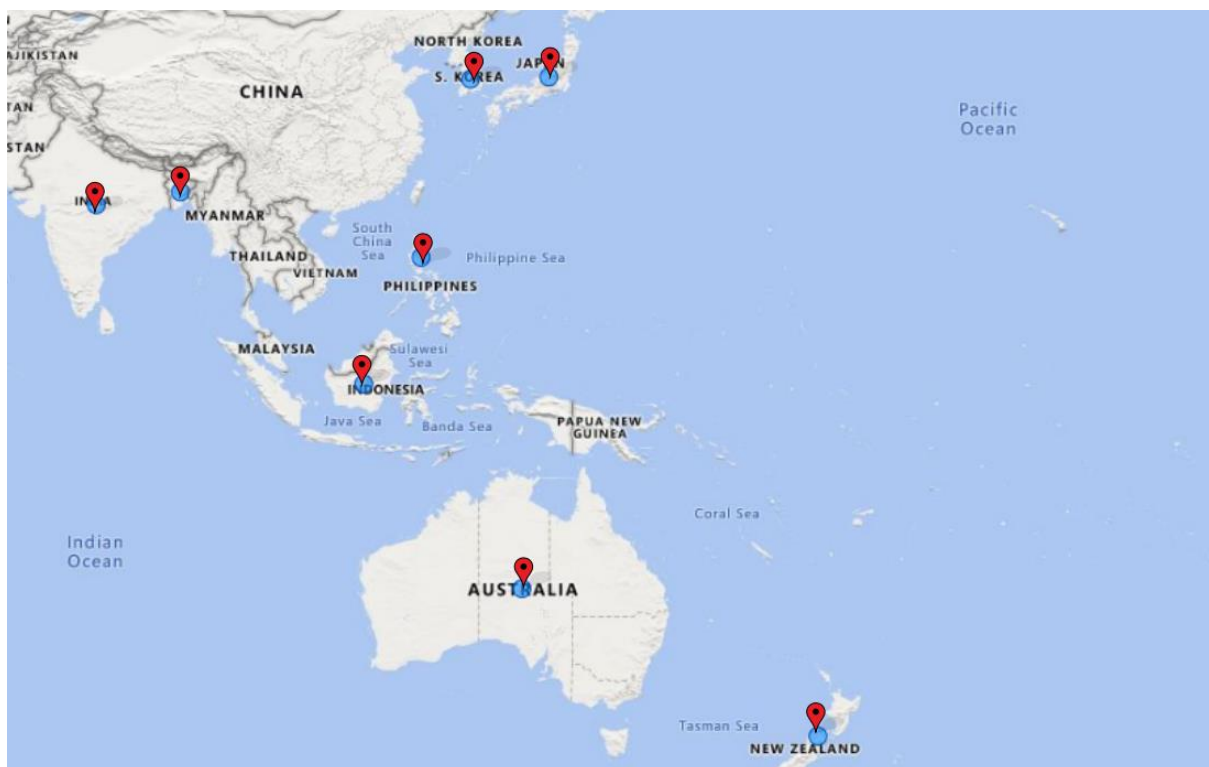 NORTH KOREA
AJIKISTAN
S. KOREA
JAPAN
CHINA
TAN
STAN
Pacific
Ocean
INDIA
MYANMAR
South
China
Sea
THAILAND
Philippine Sea
VIETNAM
PHILIPPINES
MALAYSIA
Sulawesi
Sea
INDONESIA
Java Sea
Banda Sea
PAPUA NEW
GUINEA
Coral Sea
Indian
Ocean
AUSTRALIA
Tasman Sea
NEW ZEALAND